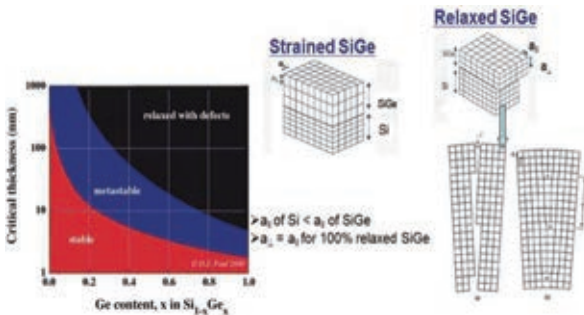 Strained SiGe
Relaxed SiGe
SiGe
Si
Critical thickness (nm)
1000
100
10
1
relaxed with defects
metastable
stable
0.0
0.2
0.4
0.6
0.8
1.0
Ge content, x in Si1-xGex
➢a∥ of Si < a∥ of SiGe
➢a⊥ = a∥ for 100% relaxed SiGe
Si
a∥
a⊥